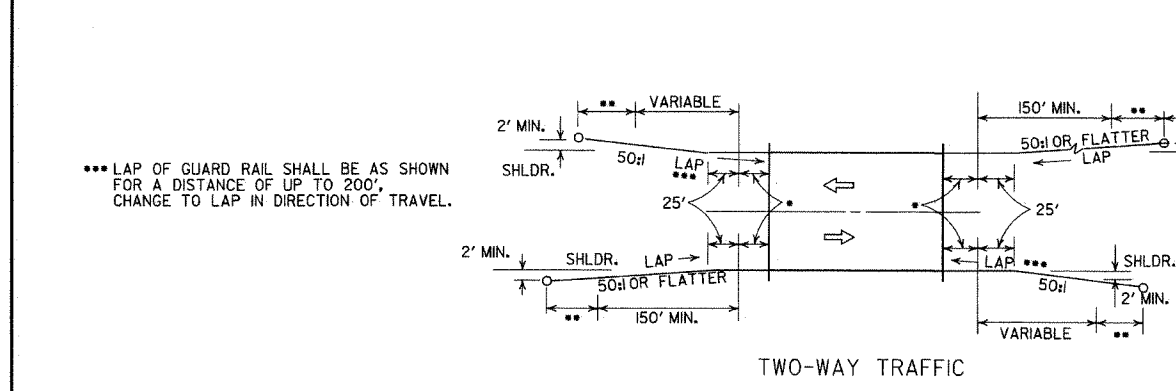 ** VARIABLE
150' MIN. **
2' MIN.
50:1 OR FLATTER
SHLDR.
50:1
LAP
LAP
***
*** LAP OF GUARD RAIL SHALL BE AS SHOWN
FOR A DISTANCE OF UP TO 200',
CHANGE TO LAP IN DIRECTION OF TRAVEL.
25' * * 25'
2' MIN.
SHLDR. LAP
LAP *** SHLDR.
50:1 OR FLATTER
50:1
2' MIN.
** 150' MIN.
VARIABLE **
TWO-WAY TRAFFIC